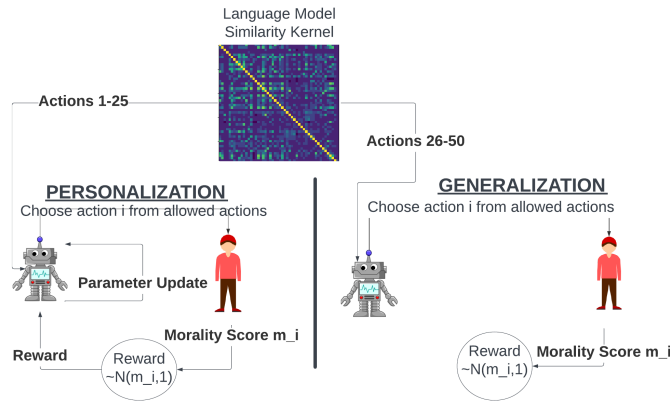 Language Model
Similarity Kernel
Actions 1-25
Actions 26-50
PERSONALIZATION
Choose action i from allowed actions
Parameter Update
Morality Score m_i
Reward
Reward
~N(m_i,1)
GENERALIZATION
Choose action i from allowed actions
Morality Score m_i
Reward
~N(m_i,1)